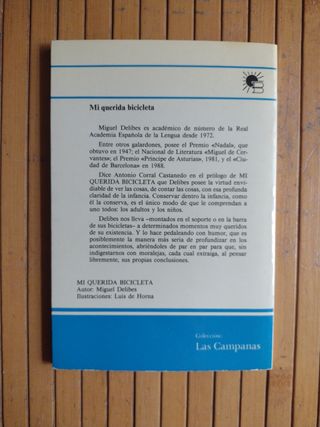 Mi querida bicicleta
Miguel Delibes es académico de número de la Real
Academia Española de la Lengua desde 1972.
Entre otros galardones, posee el Premio «Nadal», que
obtuvo en 1947; el Nacional de Literatura «Miguel de Cer-
vantes»; el Premio «Príncipe de Asturias», 1981, y el «Ciu-
dad de Barcelona» en 1988.
Dice Antonio Corral Castanedo en el prólogo de MI
QUERIDA BICICLETA que Delibes posee la virtud envi-
diable de ver las cosas, de contar las cosas, con esa profunda
claridad de la infancia. Conservar dentro la infancia, como
él la conserva, es el único modo de que le comprendan a
uno todos: los adultos y los niños.
Delibes nos lleva –montados en el soporte o en la barra
de sus bicicletas– a determinados momentos muy queridos
de su existencia. Y lo hace pedaleando con humor, que es
posiblemente la manera más seria de profundizar en los
acontecimientos, abriéndoles de par en par para que, sin
indigestarnos con moralejas, cada cual extraiga, al pensar
libremente, sus propias conclusiones.
MI QUERIDA BICICLETA
Autor: Miguel Delibes
Ilustraciones: Luis de Horna
Colección:
Las Campanas